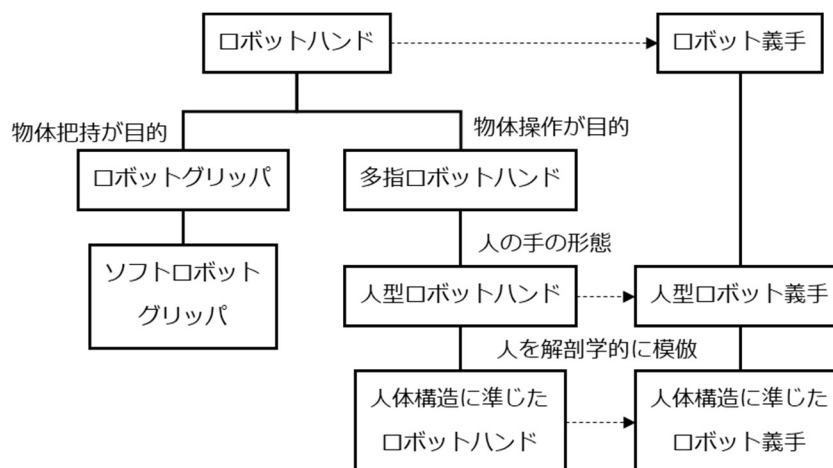 ロボットハンド
ロボット義手
物体把持が目的
物体操作が目的
ロボットグリッパ
多指ロボットハンド
人の手の形態
ソフトロボット
グリッパ
人型ロボットハンド
人型ロボット義手
人を解剖学的に模倣
人体構造に準じた
ロボットハンド
人体構造に準じた
ロボット義手